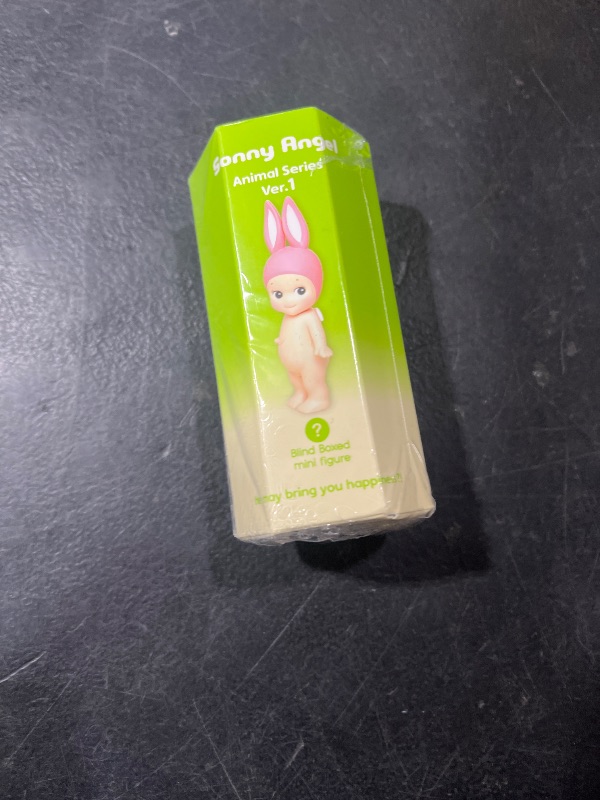 Sonny Angel
Animal Series
Ver.1
?
Blind Boxed
mini figure
may bring you happiness!